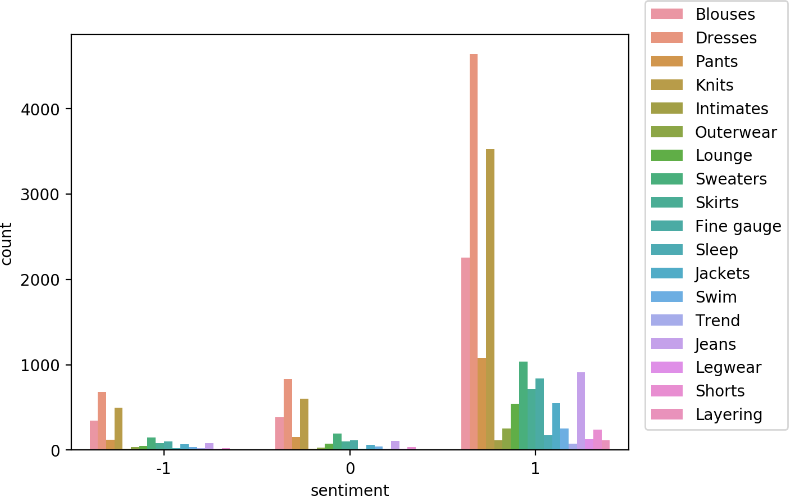 Blouses
Dresses
Pants
Knits
Intimates
Outerwear
Lounge
Sweaters
Skirts
Fine gauge
Sleep
Jackets
Swim
Trend
Jeans
Legwear
Shorts
Layering
4000
3000
2000
1000
0
count
-1 0 1
sentiment